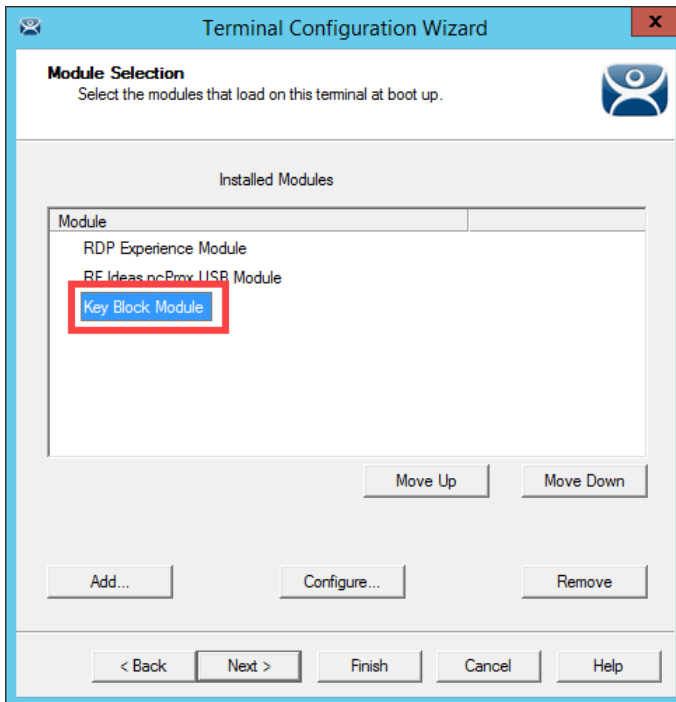 Terminal Configuration Wizard
x
Module Selection
Select the modules that load on this terminal at boot up.
Installed Modules
Module
RDP Experience Module
RF Ideas pcProx USB Module
Key Block Module
Move Up Move Down
Add... Configure... Remove
< Back Next > Finish Cancel Help